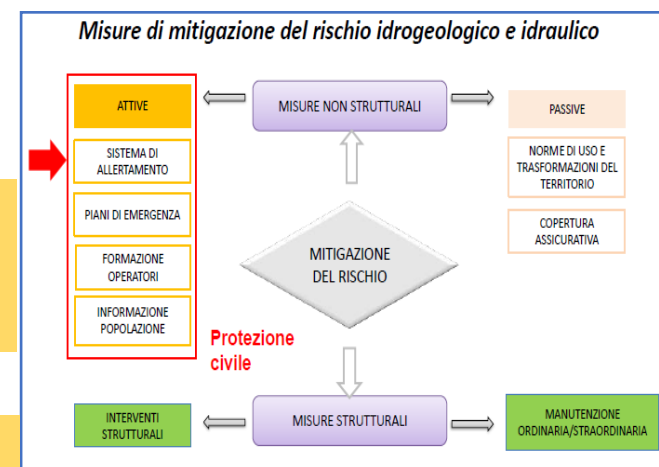 Misure di mitigazione del rischio idrogeologico e idraulico
ATTIVE
MISURE NON STRUTTURALI
PASSIVE
SISTEMA DI
ALLERTAMENTO
NORME DI USO E
TRASFORMAZIONI DEL
TERRITORIO
PIANI DI EMERGENZA
COPERTURA
ASSICURATIVA
FORMAZIONE
OPERATORI
MITIGAZIONE
DEL RISCHIO
INFORMAZIONE
POPOLAZIONE
Protezione
civile
INTERVENTI
STRUTTURALI
MISURE STRUTTURALI
MANUTENZIONE
ORDINARIA/STRAORDINARIA